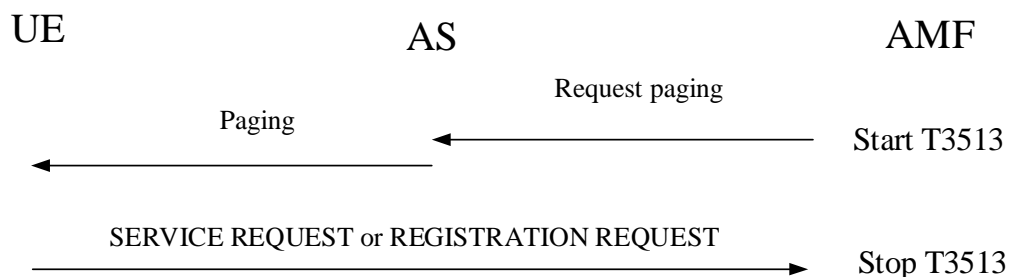 UE
AS
AMF
Request paging
Paging
Start T3513
SERVICE REQUEST or REGISTRATION REQUEST
Stop T3513